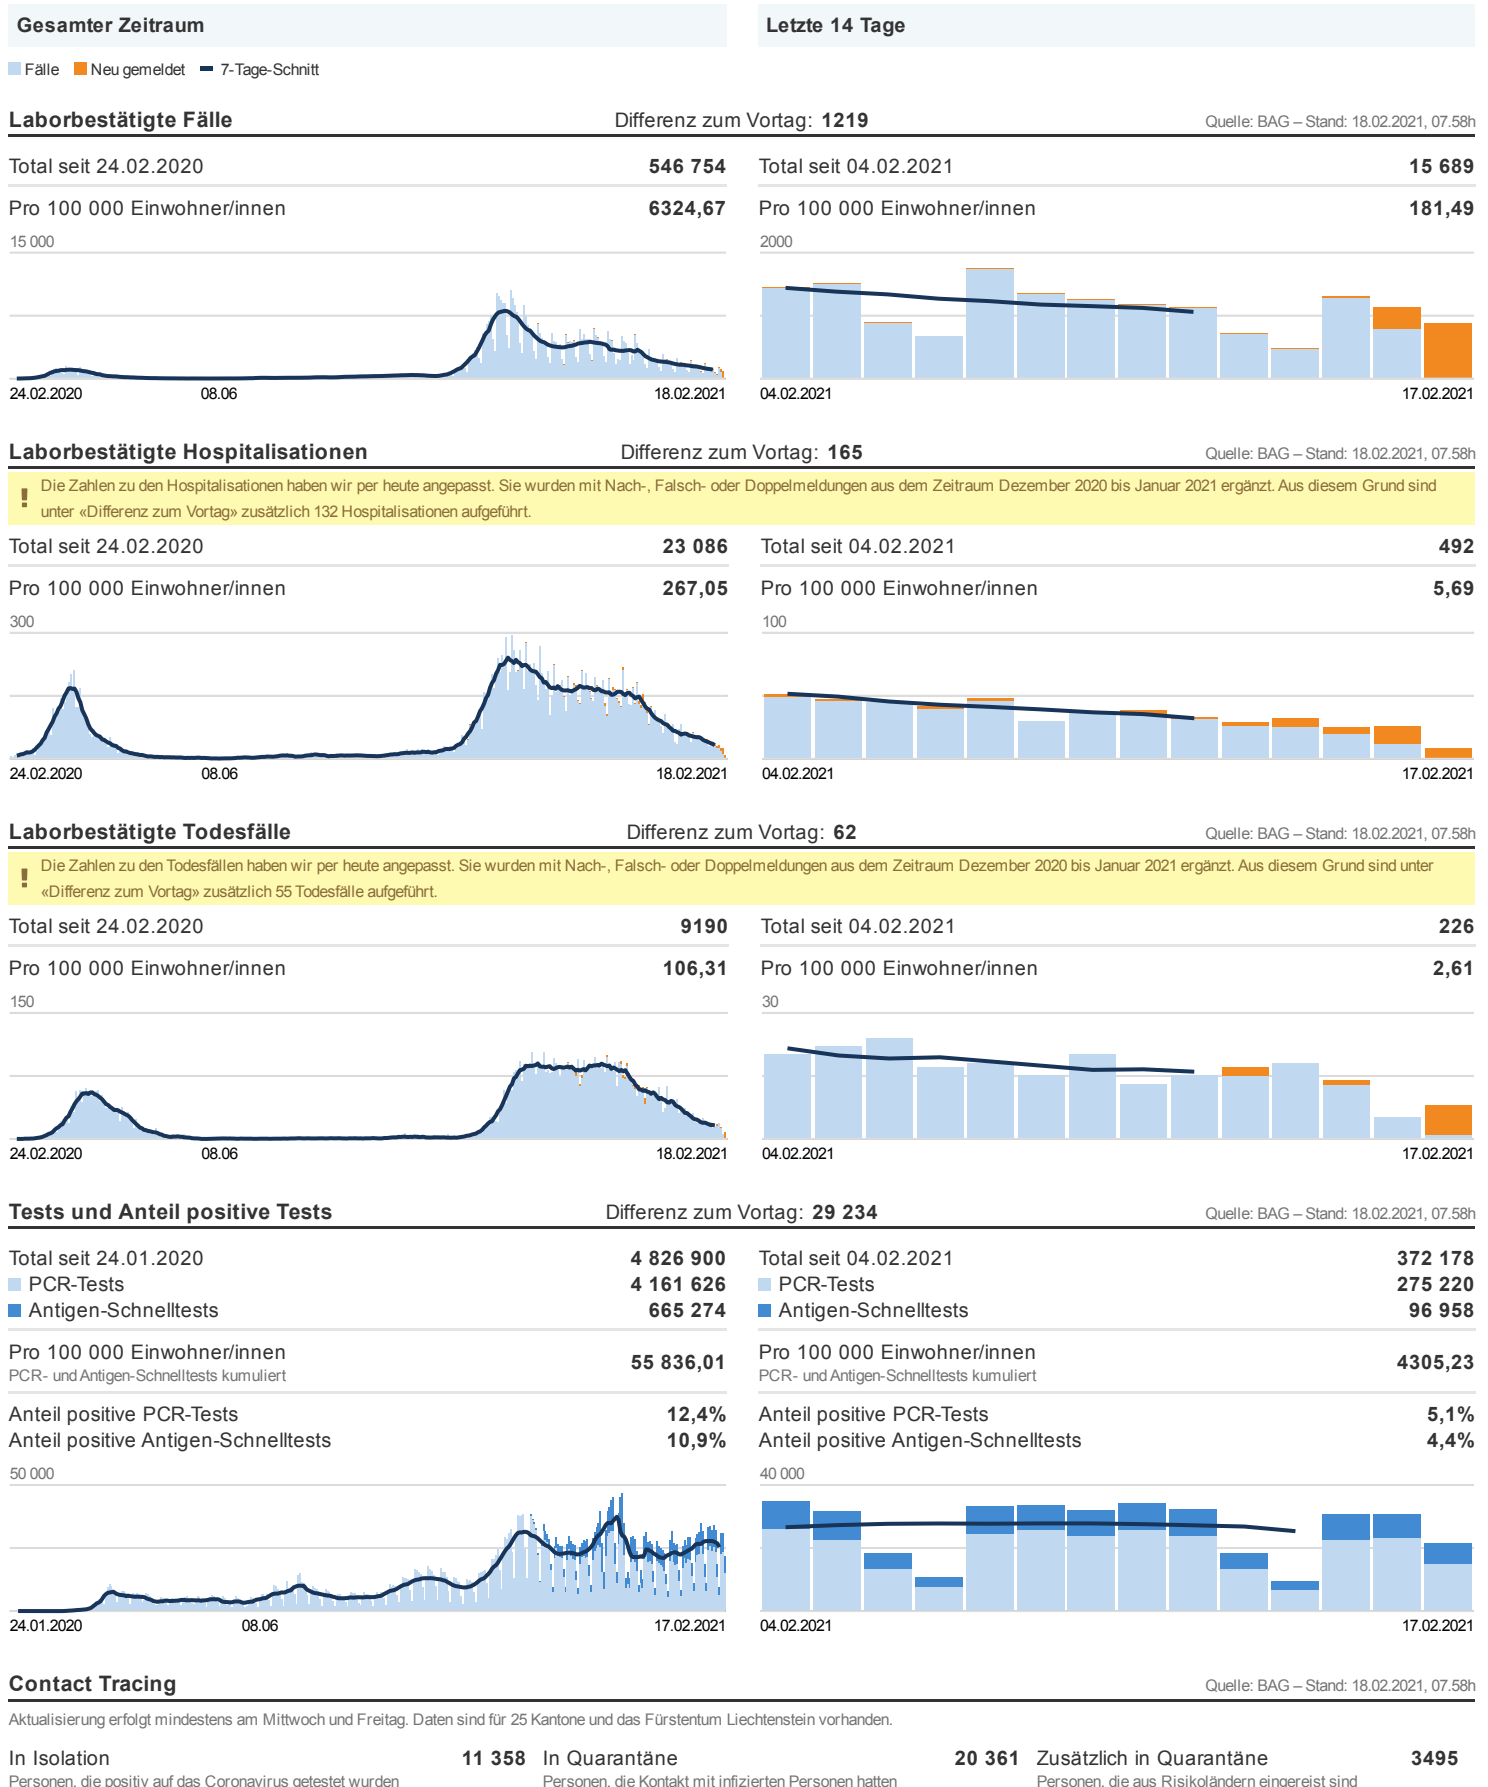 Gesamter Zeitraum
Letzte 14 Tage
Fälle Neu gemeldet 7-Tage-Schnitt
Laborbestätigte Fälle Differenz zum Vortag: 1219 Quelle: BAG – Stand: 18.02.2021, 07.58h
Total seit 24.02.2020 546 754
Pro 100 000 Einwohner/innen 6324,67
15 000
24.02.2020 08.06 18.02.2021
Total seit 04.02.2021 15 689
Pro 100 000 Einwohner/innen 181,49
2000
04.02.2021 17.02.2021
Laborbestätigte Hospitalisationen Differenz zum Vortag: 165 Quelle: BAG – Stand: 18.02.2021, 07.58h
! Die Zahlen zu den Hospitalisationen haben wir per heute angepasst. Sie wurden mit Nach-, Falsch- oder Doppelmeldungen aus dem Zeitraum Dezember 2020 bis Januar 2021 ergänzt. Aus diesem Grund sind
unter «Differenz zum Vortag» zusätzlich 132 Hospitalisationen aufgeführt.
Total seit 24.02.2020 23 086
Pro 100 000 Einwohner/innen 267,05
300
24.02.2020 08.06 18.02.2021
Total seit 04.02.2021 492
Pro 100 000 Einwohner/innen 5,69
100
04.02.2021 17.02.2021
Laborbestätigte Todesfälle Differenz zum Vortag: 62 Quelle: BAG – Stand: 18.02.2021, 07.58h
! Die Zahlen zu den Todesfällen haben wir per heute angepasst. Sie wurden mit Nach-, Falsch- oder Doppelmeldungen aus dem Zeitraum Dezember 2020 bis Januar 2021 ergänzt. Aus diesem Grund sind unter
«Differenz zum Vortag» zusätzlich 55 Todesfälle aufgeführt.
Total seit 24.02.2020 9190
Pro 100 000 Einwohner/innen 106,31
150
24.02.2020 08.06 18.02.2021
Total seit 04.02.2021 226
Pro 100 000 Einwohner/innen 2,61
30
04.02.2021 17.02.2021
Tests und Anteil positive Tests Differenz zum Vortag: 29 234 Quelle: BAG – Stand: 18.02.2021, 07.58h
Total seit 24.01.2020 4 826 900
PCR-Tests 4 161 626
Antigen-Schnelltests 665 274
Pro 100 000 Einwohner/innen 55 836,01
PCR- und Antigen-Schnelltests kumuliert
Anteil positive PCR-Tests 12,4%
Anteil positive Antigen-Schnelltests 10,9%
50 000
24.01.2020 08.06 17.02.2021
Total seit 04.02.2021 372 178
PCR-Tests 275 220
Antigen-Schnelltests 96 958
Pro 100 000 Einwohner/innen 4305,23
PCR- und Antigen-Schnelltests kumuliert
Anteil positive PCR-Tests 5,1%
Anteil positive Antigen-Schnelltests 4,4%
40 000
04.02.2021 17.02.2021
Contact Tracing Quelle: BAG – Stand: 18.02.2021, 07.58h
Aktualisierung erfolgt mindestens am Mittwoch und Freitag. Daten sind für 25 Kantone und das Fürstentum Liechtenstein vorhanden.
In Isolation 11 358
Personen, die positiv auf das Coronavirus getestet wurden
In Quarantäne 20 361
Personen, die Kontakt mit infizierten Personen hatten
Zusätzlich in Quarantäne 3495
Personen, die aus Risikoländern eingereist sind